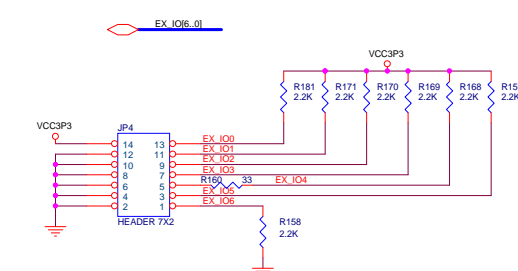 EX_IO[6..0]
VCC3P3
R181 R171 R170 R169 R168
2.2K 2.2K 2.2K 2.2K 2.2K 2.2K
VCC3P3
JP4
14 13 EX_IO0
12 11 EX_IO1
10 9 EX_IO2
8 7 EX_IO3
6 5 R160 33 EX_IO4
4 3 EX_IO5
2 1 EX_IO6
HEADER 7X2
R158
2.2K